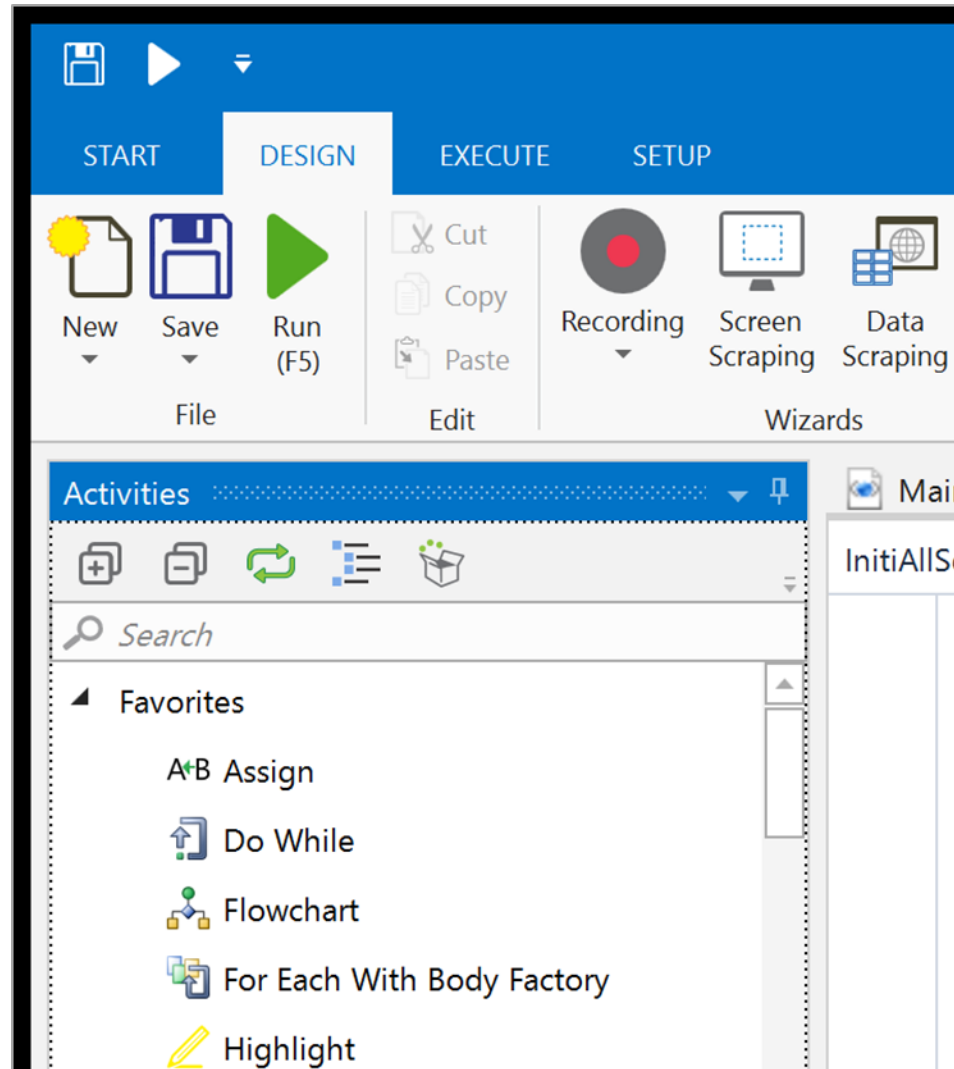 START DESIGN EXECUTE SETUP
New Save Run (F5) Cut
Copy
Paste
Recording Screen Scraping Data Scraping
File Edit Wizards
Activities
Search
Favorites
A B Assign
Do While
Flowchart
For Each With Body Factory
Highlight